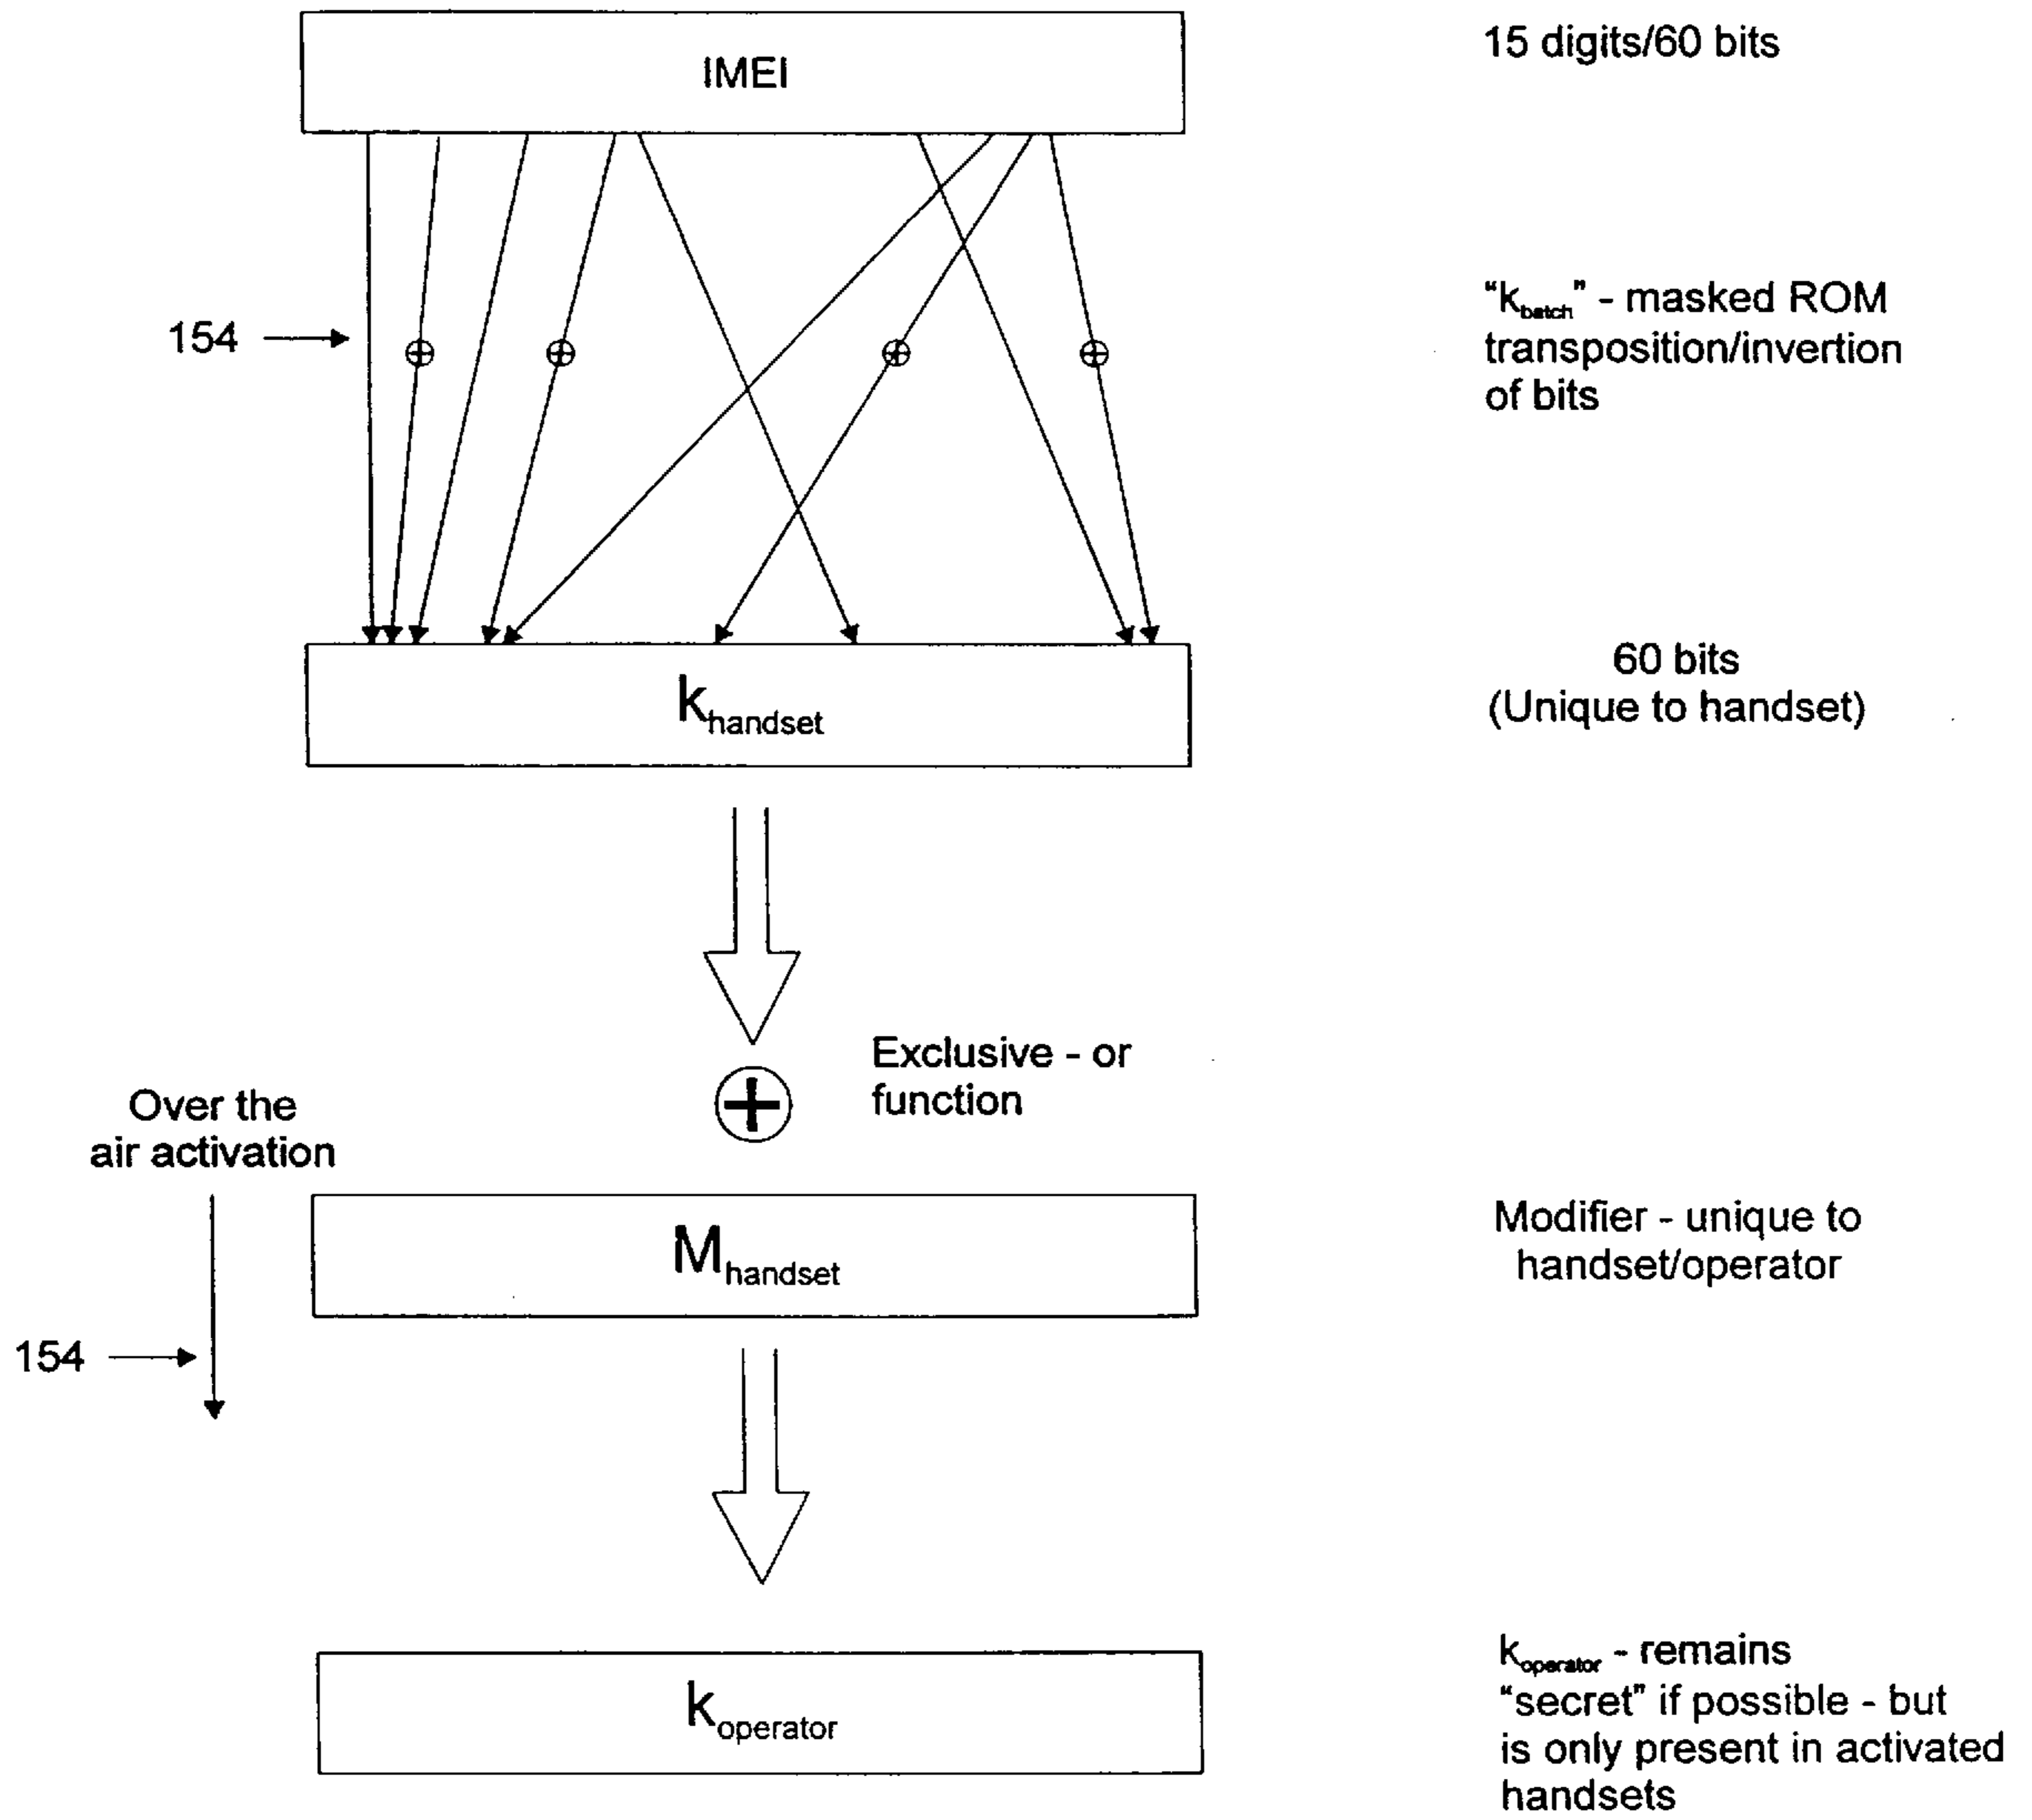 IMEI
15 digits/60 bits
154
"k_batch" - masked ROM
transposition/invertion
of bits
k_handset
60 bits
(Unique to handset)
Exclusive - or
function
Over the
air activation
M_handset
Modifier - unique to
handset/operator
154
k_operator
k_operator - remains
"secret" if possible - but
is only present in activated
handsets